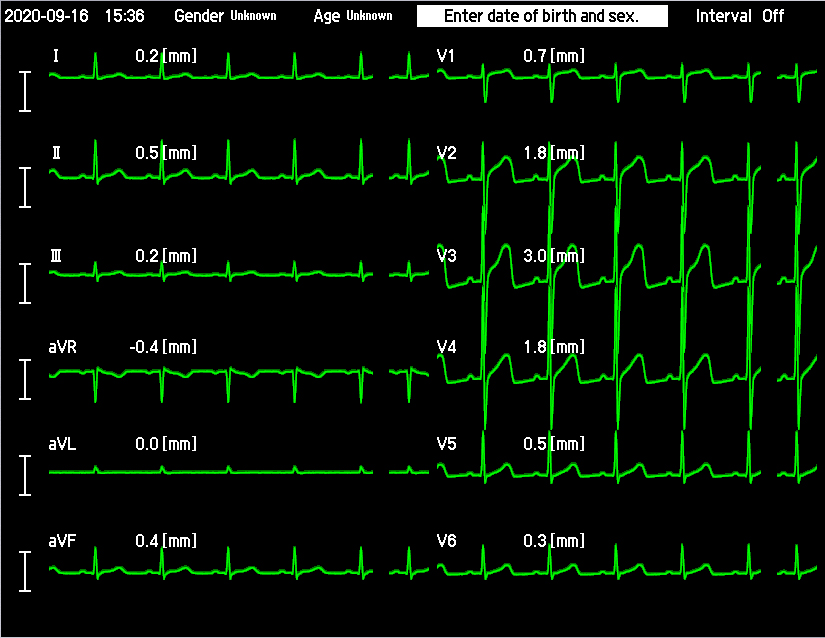 2020-09-16 15:36 Gender Unknown Age Unknown Enter date of birth and sex. Interval Off
I 0.2[mm]
II 0.5[mm]
III 0.2[mm]
aVR -0.4[mm]
aVL 0.0[mm]
aVF 0.4[mm]
V1 0.7[mm]
V2 1.8[mm]
V3 3.0[mm]
V4 1.8[mm]
V5 0.5[mm]
V6 0.3[mm]